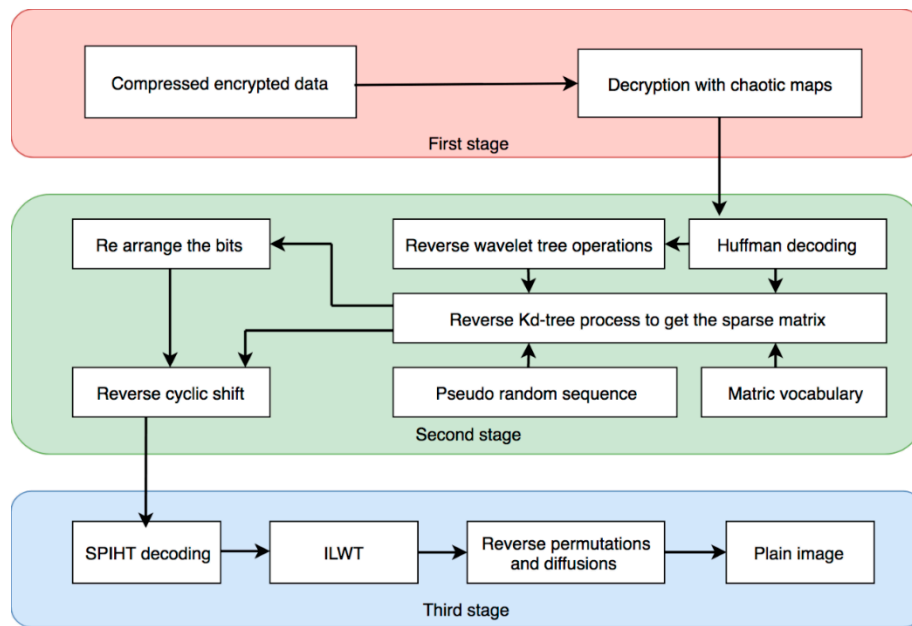 Compressed encrypted data
Decryption with chaotic maps
First stage
Re arrange the bits
Reverse wavelet tree operations
Huffman decoding
Reverse Kd-tree process to get the sparse matrix
Reverse cyclic shift
Pseudo random sequence
Matric vocabulary
Second stage
SPIHT decoding
ILWT
Reverse permutations
and diffusions
Plain image
Third stage